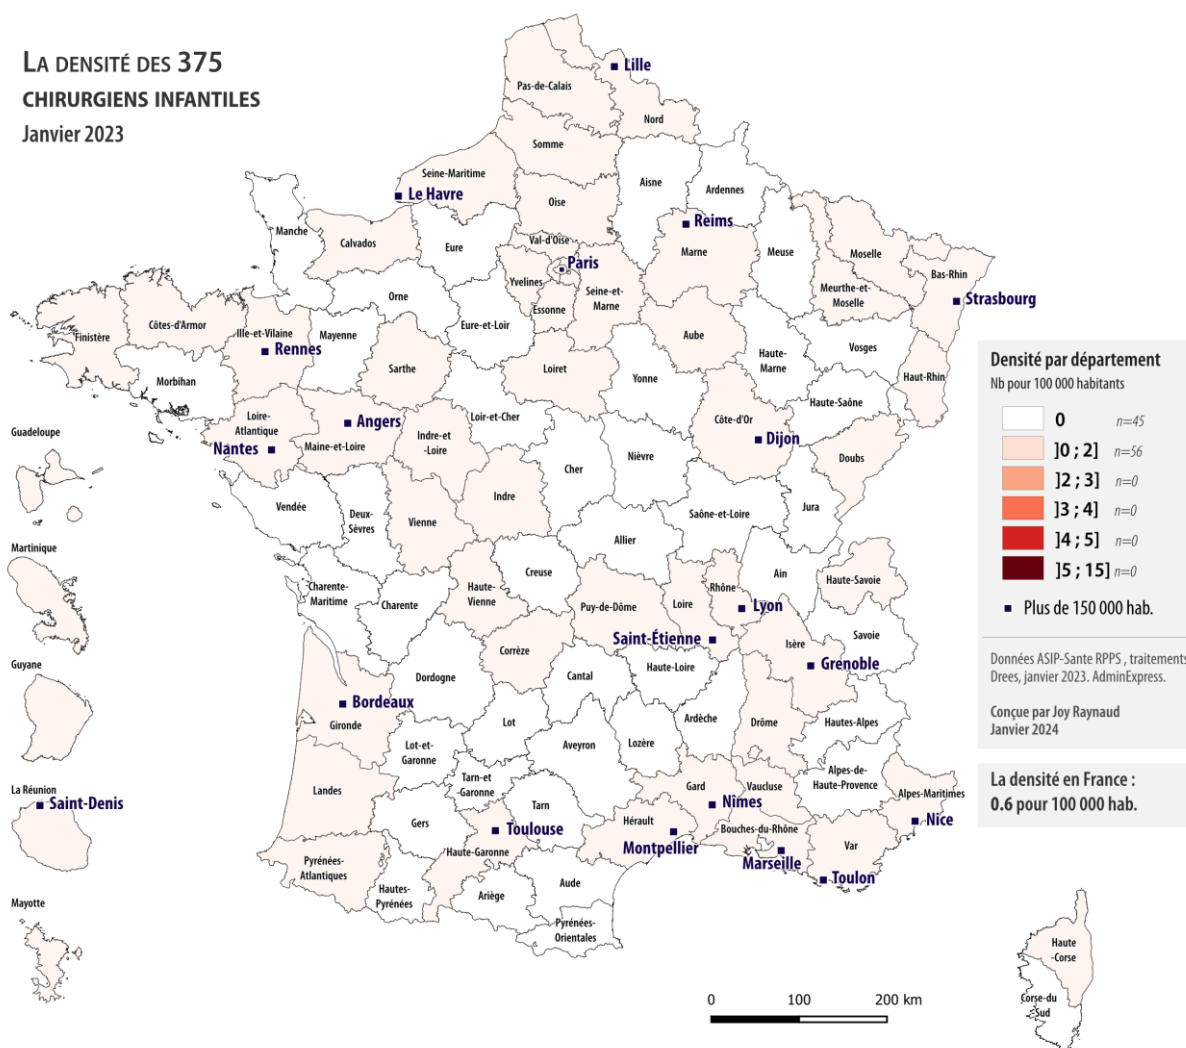 LA DENSITÉ DES 375
CHIRURGIENS INFANTILES
Janvier 2023
Lille
Pas-de-Calais
Nord
Somme
Seine-Maritime
Aisne
Ardennes
Le Havre
Oise
Reims
Manche
Calvados
Eure
Val-d'Oise
Marne
Meuse
Moselle
Paris
Bas-Rhin
Yvelines
Seine-et-
Marne
Meurthe-et-
Moselle
Strasbourg
Orne
Essonne
Côtes-d'Armor
Ille-et-Vilaine
Mayenne
Eure-et-Loir
Aube
Finistère
Rennes
Vosges
Sarthe
Loiret
Haute-
Marne
Haut-Rhin
Morbihan
Yonne
Haute-Saône
Loire-
Atlantique
Angers
Loir-et-Cher
Côte-d'Or
Dijon
Nantes
Maine-et-Loire
Indre-et
-Loire
Doubs
Cher
Nièvre
Vendée
Deux-
Sèvres
Vienne
Indre
Saône-et-Loire
Jura
Allier
Charente-
Maritime
Charente
Haute-
Vienne
Creuse
Puy-de-Dôme
Loire
Rhône
Ain
Haute-Savoie
Lyon
Saint-Étienne
Savoie
Corrèze
Isère
Grenoble
Haute-Loire
Dordogne
Cantal
Bordeaux
Gironde
Lot
Ardèche
Drôme
Hautes-Alpes
Lot-et-
Garonne
Aveyron
Lozère
Landes
Tarn-et
-Garonne
Gard
Vaucluse
Alpes-de-
Haute-Provence
Alpes-Maritimes
Tarn
Nîmes
Nice
Gers
Toulouse
Hérault
Bouches-du-Rhône
Var
Haute-Garonne
Montpellier
Marseille
Pyrénées-
Atlantiques
Toulon
Hautes-
Pyrénées
Ariège
Aude
Pyrénées-
Orientales
Haute
-Corse
Corse-du
Sud
Guadeloupe
Martinique
Guyane
La Réunion
Saint-Denis
Mayotte
Densité par département
Nb pour 100 000 habitants
0 n=45
]0 ; 2] n=56
]2 ; 3] n=0
]3 ; 4] n=0
]4 ; 5] n=0
]5 ; 15] n=0
Plus de 150 000 hab.
Données ASIP-Sante RPPS , traitements
Drees, janvier 2023. AdminExpress.
Conçue par Joy Raynaud
Janvier 2024
La densité en France :
0.6 pour 100 000 hab.
0 100 200 km